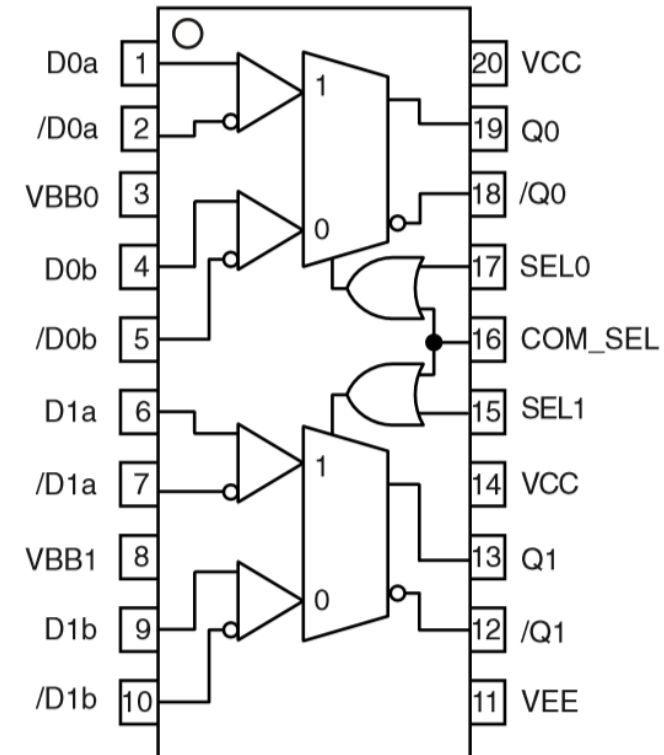 D0a 1 20 VCC
/D0a 2 19 Q0
VBB0 3 18 /Q0
D0b 4 17 SEL0
/D0b 5 16 COM_SEL
D1a 6 15 SEL1
/D1a 7 14 VCC
VBB1 8 13 Q1
D1b 9 12 /Q1
/D1b 10 11 VEE
1
0
1
0